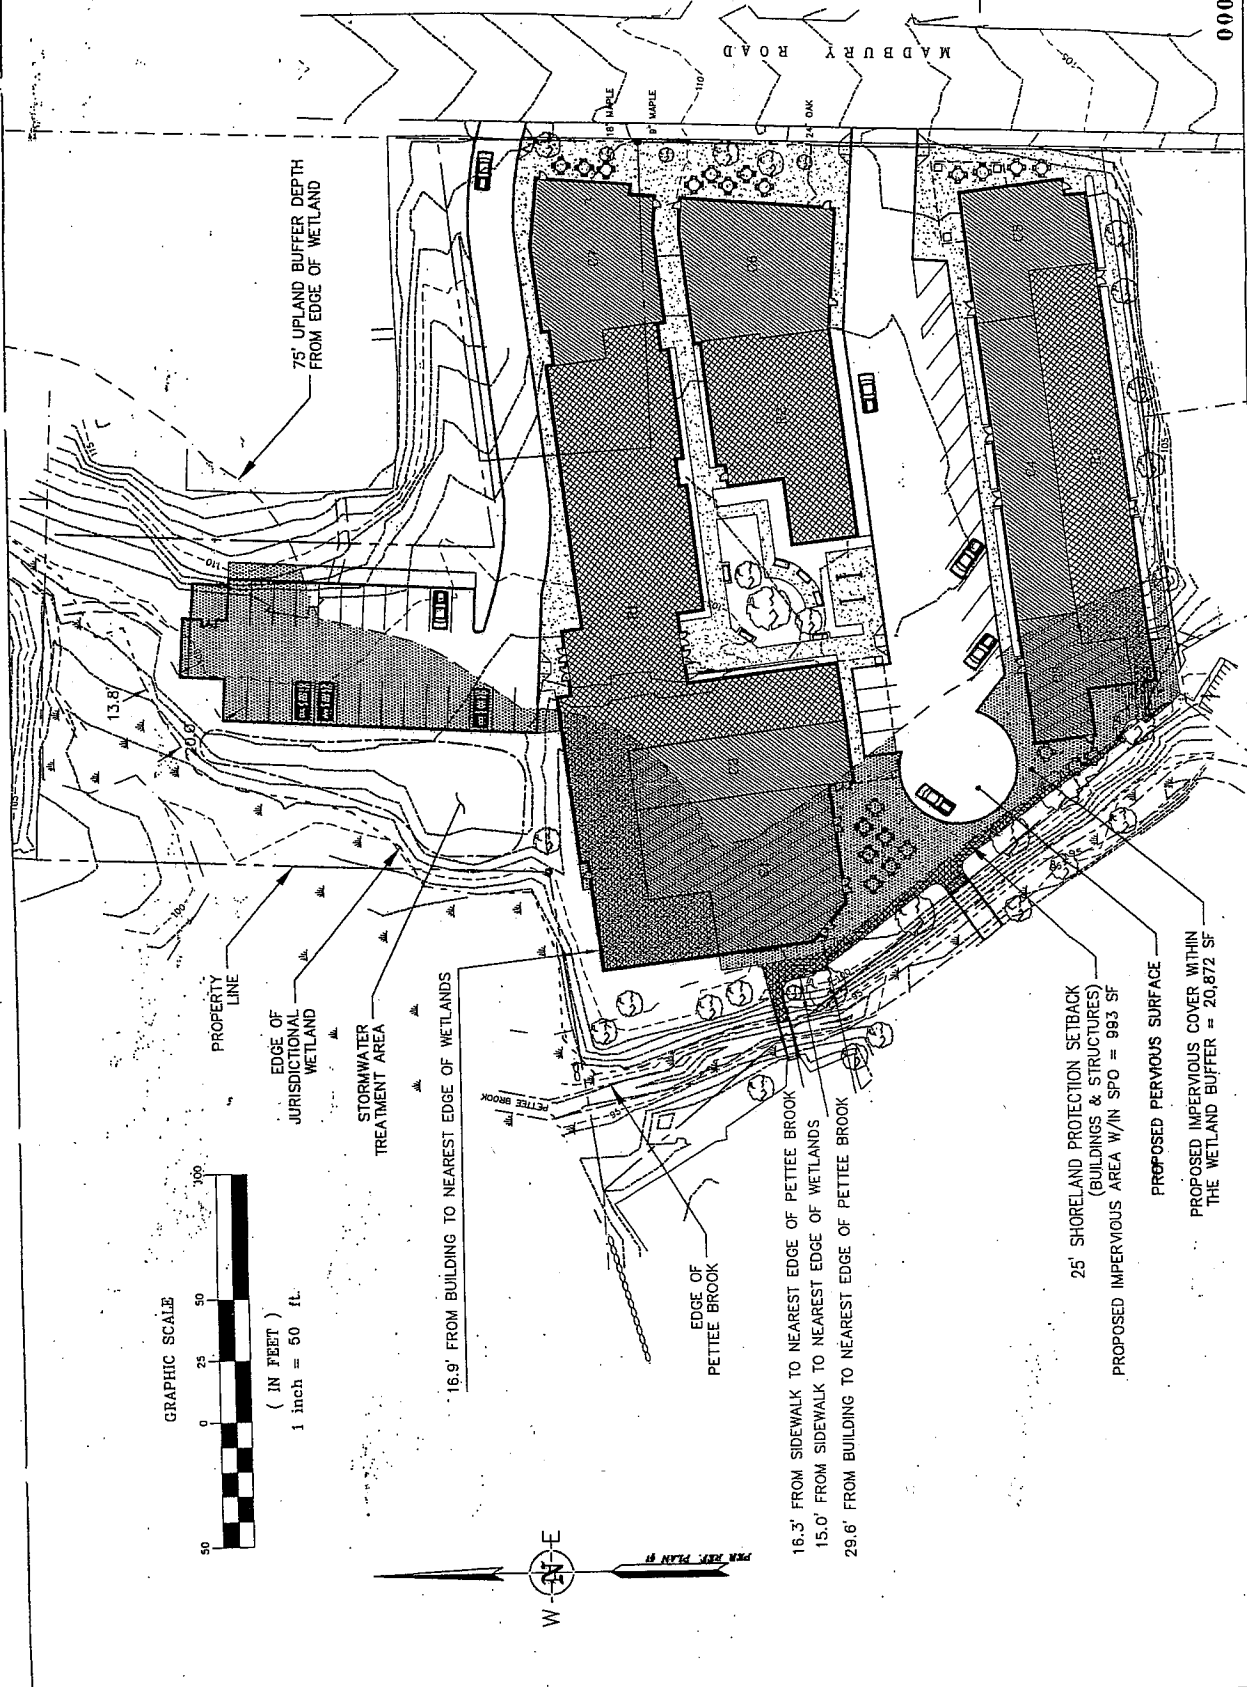 GRAPHIC SCALE
50
0
25
50
100
( IN FEET )
1 inch = 50 ft.
PROPERTY
LINE
EDGE OF
JURISDICTIONAL
WETLAND
STORMWATER
TREATMENT AREA
75' UPLAND BUFFER DEPTH
FROM EDGE OF WETLAND
13.8'
20.0'
110
100
105
16.9' FROM BUILDING TO NEAREST EDGE OF WETLANDS
PETTEE BROOK
EDGE OF
PETTEE BROOK
W
N
E
PER REF. PLAN #1
16.3' FROM SIDEWALK TO NEAREST EDGE OF PETTEE BROOK
15.0' FROM SIDEWALK TO NEAREST EDGE OF WETLANDS
29.6' FROM BUILDING TO NEAREST EDGE OF PETTEE BROOK
25' SHORELAND PROTECTION SETBACK
(BUILDINGS & STRUCTURES)
PROPOSED IMPERVIOUS AREA W/IN SPO = 993 SF
PROPOSED PERVIOUS SURFACE
PROPOSED IMPERVIOUS COVER WITHIN
THE WETLAND BUFFER = 20,872 SF
18" MAPLE
9" MAPLE
24" OAK
110
MADBURY ROAD
105
105
000